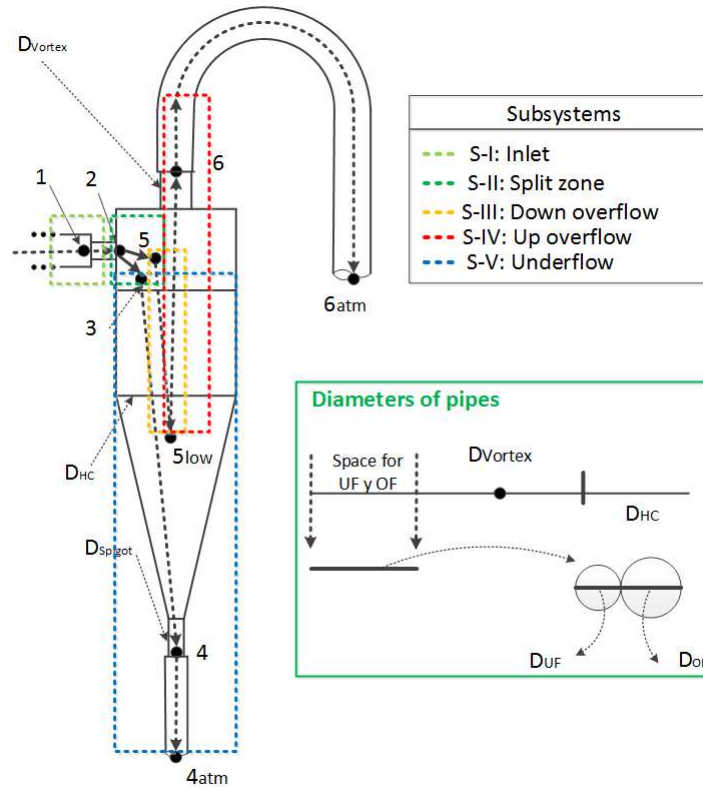 DVortex
Subsystems
S-I: Inlet
S-II: Split zone
S-III: Down overflow
S-IV: Up overflow
S-V: Underflow
6
1
2
5
3
6atm
5low
DHC
DSpigot
4
4atm
Diameters of pipes
Space for
UF y OF
DVortex
DHC
DUF